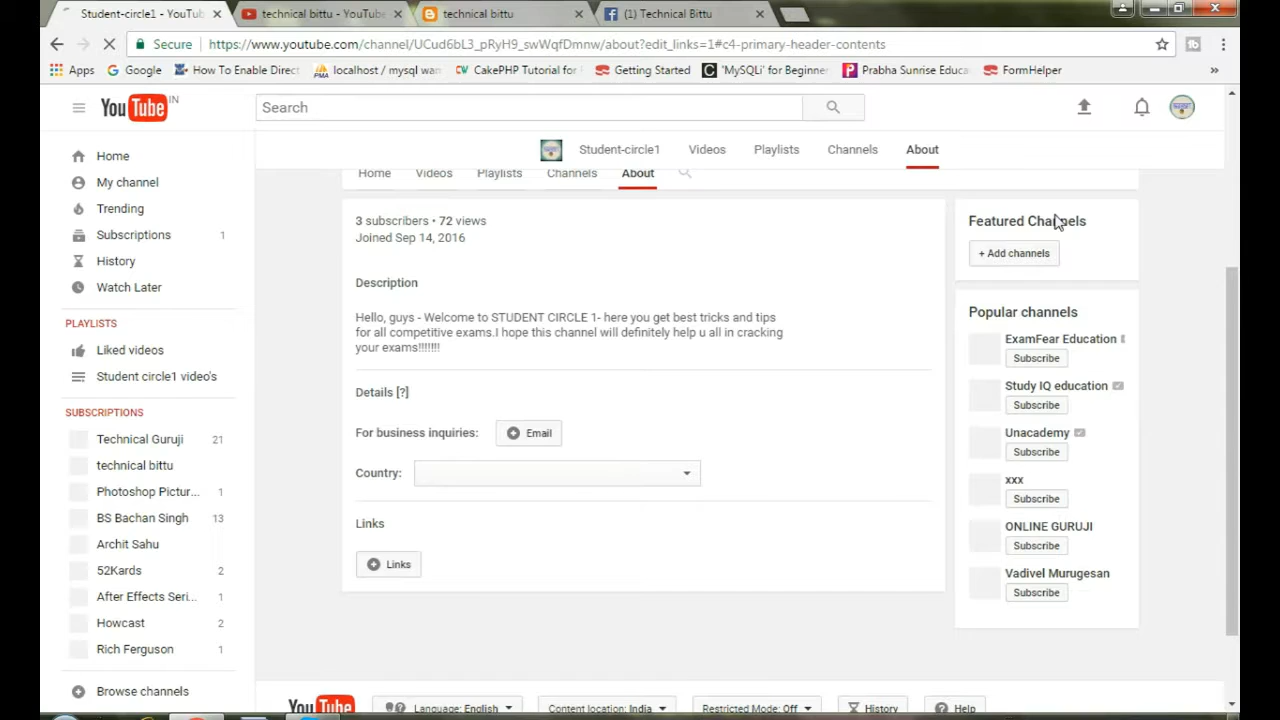 Student-circle1 - YouTub
technical bittu - YouTube
technical bittu
(1) Technical Bittu
Secure
https://www.youtube.com/channel/UCud6bL3_pRyH9_swWqfDmnw/about?edit_links=1#c4-primary-header-contents
Apps
Google
How To Enable Direct
localhost / mysql wam
CakePHP Tutorial for
Getting Started
"MySQLi" for Beginner
Prabha Sunrise Educa
FormHelper
»
YouTube IN
Search
Student-circle1
Videos
Playlists
Channels
About
Home
Videos
Playlists
Channels
About
Home
My channel
Trending
Subscriptions 1
History
Watch Later
PLAYLISTS
Liked videos
Student circle1 video's
SUBSCRIPTIONS
Technical Guruji 21
technical bittu
Photoshop Pictur... 1
BS Bachan Singh 13
Archit Sahu
52Kards 2
After Effects Seri... 1
Howcast 2
Rich Ferguson 1
Browse channels
3 subscribers • 72 views
Joined Sep 14, 2016
Description
Hello, guys - Welcome to STUDENT CIRCLE 1- here you get best tricks and tips
for all competitive exams.I hope this channel will definitely help u all in cracking
your exams!!!!!!!
Details [?]
For business inquiries:
Email
Country:
Links
Links
Featured Channels
+ Add channels
Popular channels
ExamFear Education
Subscribe
Study IQ education
Subscribe
Unacademy
Subscribe
xxx
Subscribe
ONLINE GURUJI
Subscribe
Vadivel Murugesan
Subscribe
YouTube
Language: English
Content location: India
Restricted Mode: Off
History
Help